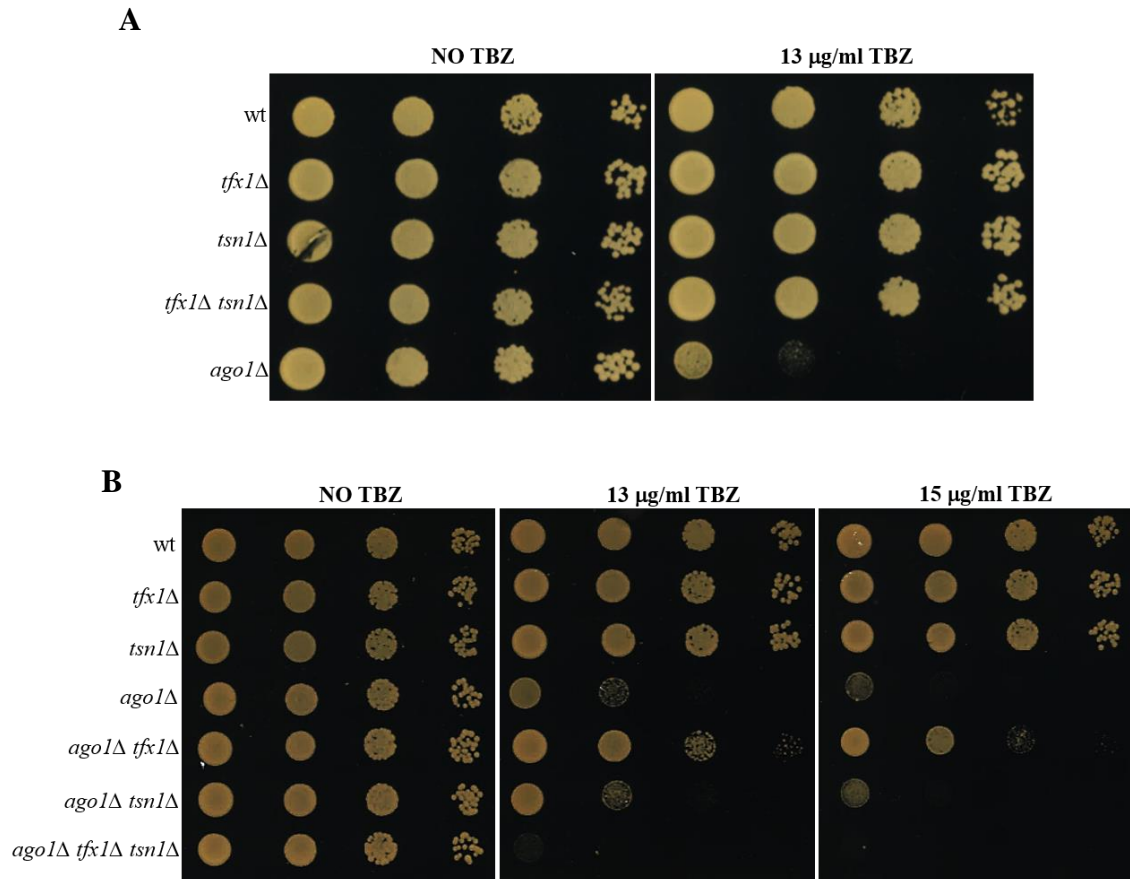 A
NO TBZ
13 μg/ml TBZ
wt
tfx1Δ
tsn1Δ
tfx1Δ tsn1Δ
ago1Δ
B
NO TBZ
13 μg/ml TBZ
15 μg/ml TBZ
wt
tfx1Δ
tsn1Δ
ago1Δ
ago1Δ tfx1Δ
ago1Δ tsn1Δ
ago1Δ tfx1Δ tsn1Δ